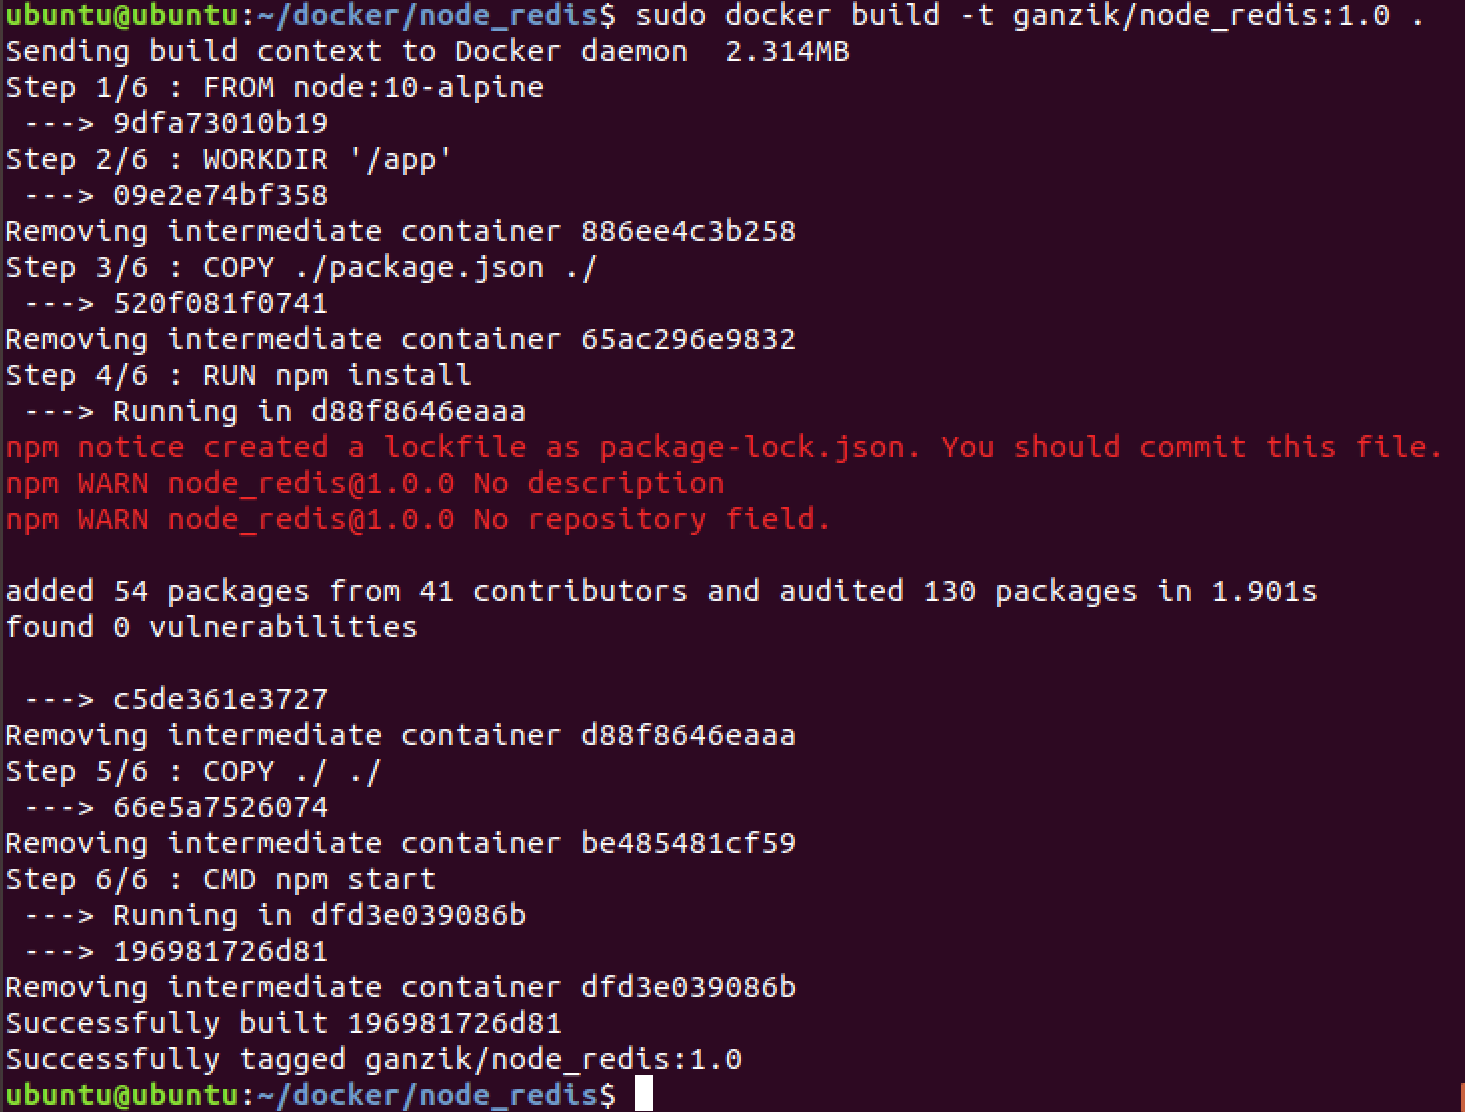 ubuntu@ubuntu:~/docker/node_redis$ sudo docker build -t ganzik/node_redis:1.0 .
Sending build context to Docker daemon  2.314MB
Step 1/6 : FROM node:10-alpine
 ---> 9dfa73010b19
Step 2/6 : WORKDIR '/app'
 ---> 09e2e74bf358
Removing intermediate container 886ee4c3b258
Step 3/6 : COPY ./package.json ./
 ---> 520f081f0741
Removing intermediate container 65ac296e9832
Step 4/6 : RUN npm install
 ---> Running in d88f8646eaaa
npm notice created a lockfile as package-lock.json. You should commit this file.
npm WARN node_redis@1.0.0 No description
npm WARN node_redis@1.0.0 No repository field.

added 54 packages from 41 contributors and audited 130 packages in 1.901s
found 0 vulnerabilities

 ---> c5de361e3727
Removing intermediate container d88f8646eaaa
Step 5/6 : COPY ./ ./
 ---> 66e5a7526074
Removing intermediate container be485481cf59
Step 6/6 : CMD npm start
 ---> Running in dfd3e039086b
 ---> 196981726d81
Removing intermediate container dfd3e039086b
Successfully built 196981726d81
Successfully tagged ganzik/node_redis:1.0
ubuntu@ubuntu:~/docker/node_redis$